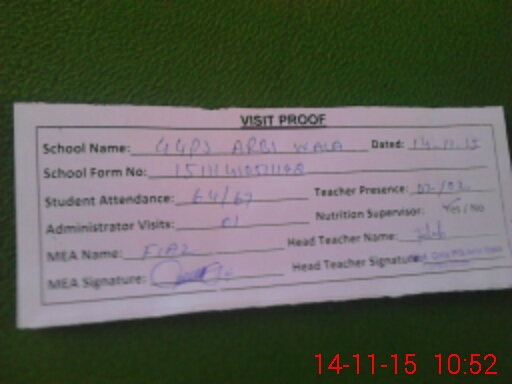 VISIT PROOF
School Name: GGPS ARBI WALA Dated: 14.11.15
School Form No:
Student Attendance: 64/67 Teacher Presence: 02/02
Administrator Visits: 01 Nutrition Supervisor: Yes / No
MEA Name: FIAZ Head Teacher Name:
MEA Signature: Head Teacher Signature:
14-11-15 10:52